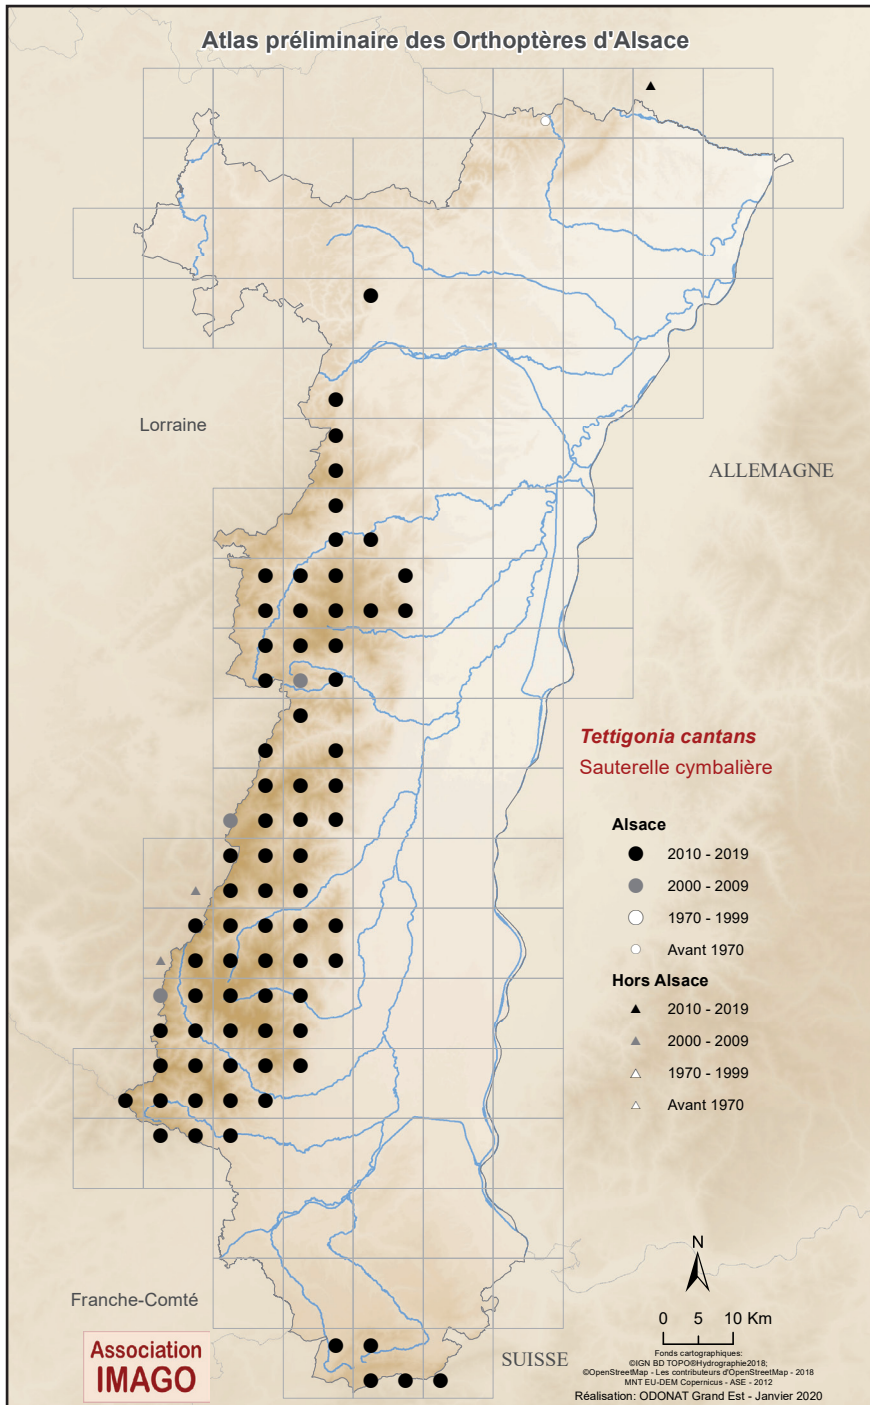 Atlas préliminaire des Orthoptères d'Alsace
Lorraine
ALLEMAGNE
Tettigonia cantans
Sauterelle cymbalière
Alsace
2010 - 2019
2000 - 2009
1970 - 1999
Avant 1970
Hors Alsace
2010 - 2019
2000 - 2009
1970 - 1999
Avant 1970
N
Franche-Comté
0 5 10 Km
Association
IMAGO
SUISSE
Fonds cartographiques:
©IGN BD TOPO®Hydrographie2018;
©OpenStreetMap - Les contributeurs d'OpenStreetMap - 2018
MNT EU-DEM Copernicus - ASE - 2012
Réalisation: ODONAT Grand Est - Janvier 2020